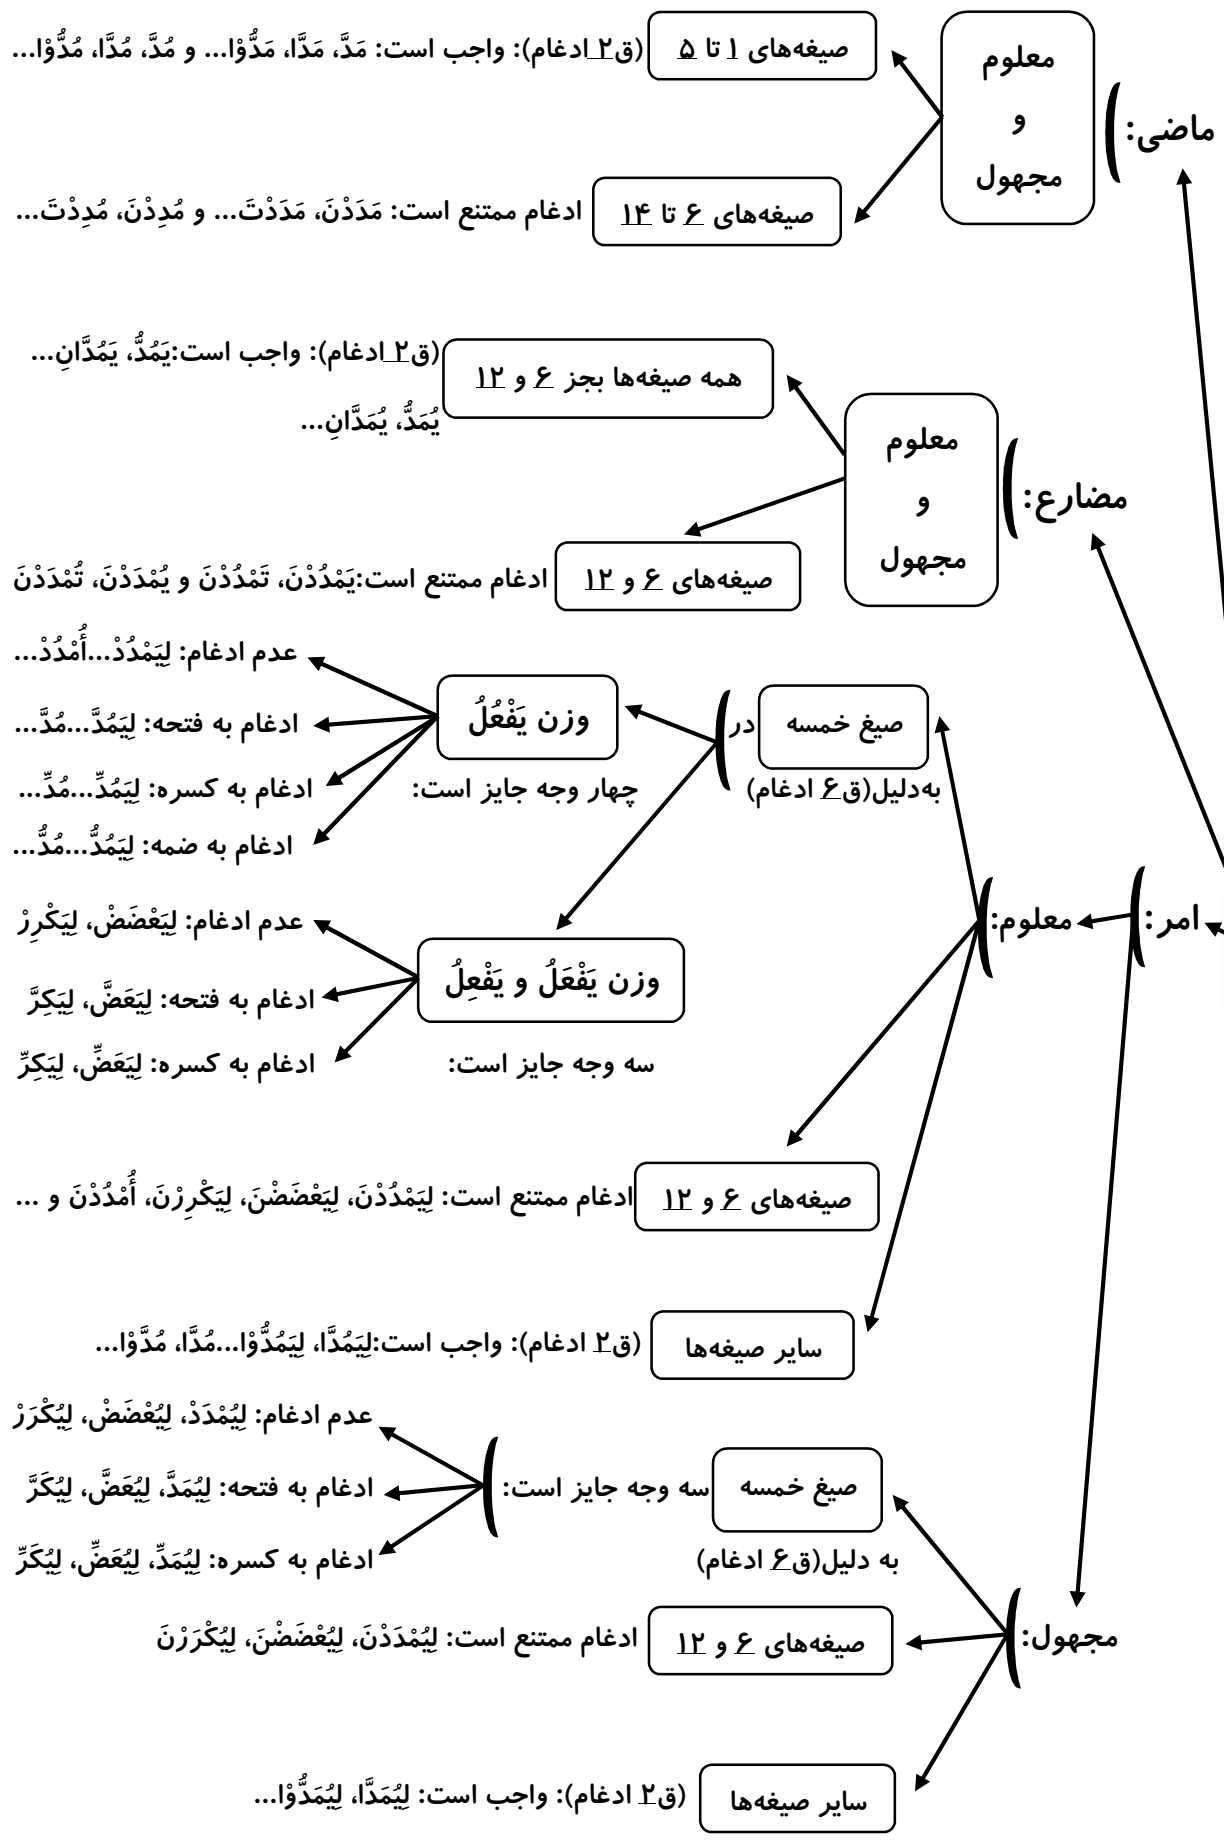 ماضی:
معلوم
و
مجهول
صیغه‌های ۱ تا ۵ (ق۲ ادغام): واجب است: مَدَّ، مَدَّا، مَدُّوْا... و مُدَّ، مُدَّا، مُدُّوْا...
صیغه‌های ۶ تا ۱۴ ادغام ممتنع است: مَدَدْنَ، مَدَدْتَ... و مُدِدْنَ، مُدِدْتَ...
مضارع:
معلوم
و
مجهول
همه صیغه‌ها بجز ۶ و ۱۲ (ق۲ ادغام): واجب است:یَمُدُّ، یَمُدَّانِ...
یُمَدُّ، یُمَدَّانِ...
صیغه‌های ۶ و ۱۲ ادغام ممتنع است:یَمْدُدْنَ، تَمْدُدْنَ و یُمْدَدْنَ، تُمْدَدْنَ
امر:
معلوم:
صیغ خمسه در
به‌دلیل(ق۶ ادغام)
وزن یَفْعُلُ
چهار وجه جایز است:
عدم ادغام: لِیَمْدُدْ...أُمْدُدْ...
ادغام به فتحه: لِیَمُدَّ...مُدَّ...
ادغام به کسره: لِیَمُدِّ...مُدِّ...
ادغام به ضمه: لِیَمُدُّ...مُدُّ...
وزن یَفْعَلُ و یَفْعِلُ
سه وجه جایز است:
عدم ادغام: لِیَعْضَضْ، لِیَکْرِرْ
ادغام به فتحه: لِیَعَضَّ، لِیَکِرَّ
ادغام به کسره: لِیَعَضِّ، لِیَکِرِّ
صیغه‌های ۶ و ۱۲ ادغام ممتنع است: لِیَمْدُدْنَ، لِیَعْضَضْنَ، لِیَکْرِرْنَ، أُمْدُدْنَ و ...
سایر صیغه‌ها (ق۲ ادغام): واجب است:لِیَمُدَّا، لِیَمُدُّوْا...مُدَّا، مُدَّوْا...
مجهول:
صیغ خمسه سه وجه جایز است:
به دلیل(ق۶ ادغام)
عدم ادغام: لِیُمْدَدْ، لِیُعْضَضْ، لِیُکْرَرْ
ادغام به فتحه: لِیُمَدَّ، لِیُعَضَّ، لِیُکَرَّ
ادغام به کسره: لِیُمَدِّ، لِیُعَضِّ، لِیُکَرِّ
صیغه‌های ۶ و ۱۲ ادغام ممتنع است: لِیُمْدَدْنَ، لِیُعْضَضْنَ، لِیُکْرَرْنَ
سایر صیغه‌ها (ق۲ ادغام): واجب است: لِیُمَدَّا، لِیُمَدُّوْا...